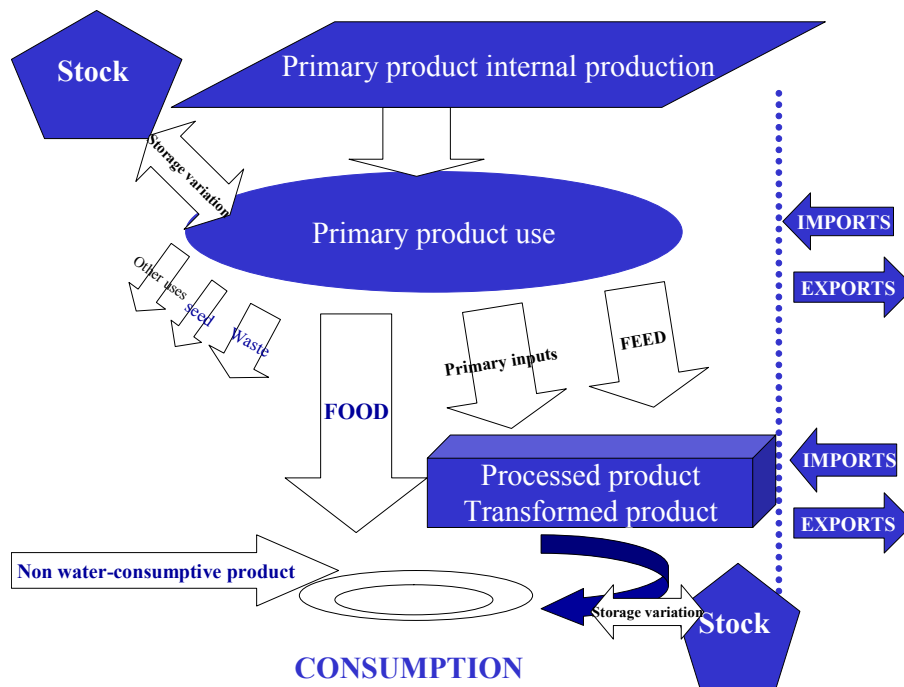 Stock
Primary product internal production
Storage variation
Primary product use
IMPORTS
EXPORTS
Other uses
seed
Waste
FOOD
Primary inputs
FEED
Processed product
Transformed product
IMPORTS
EXPORTS
Non water-consumptive product
Storage variation
Stock
CONSUMPTION